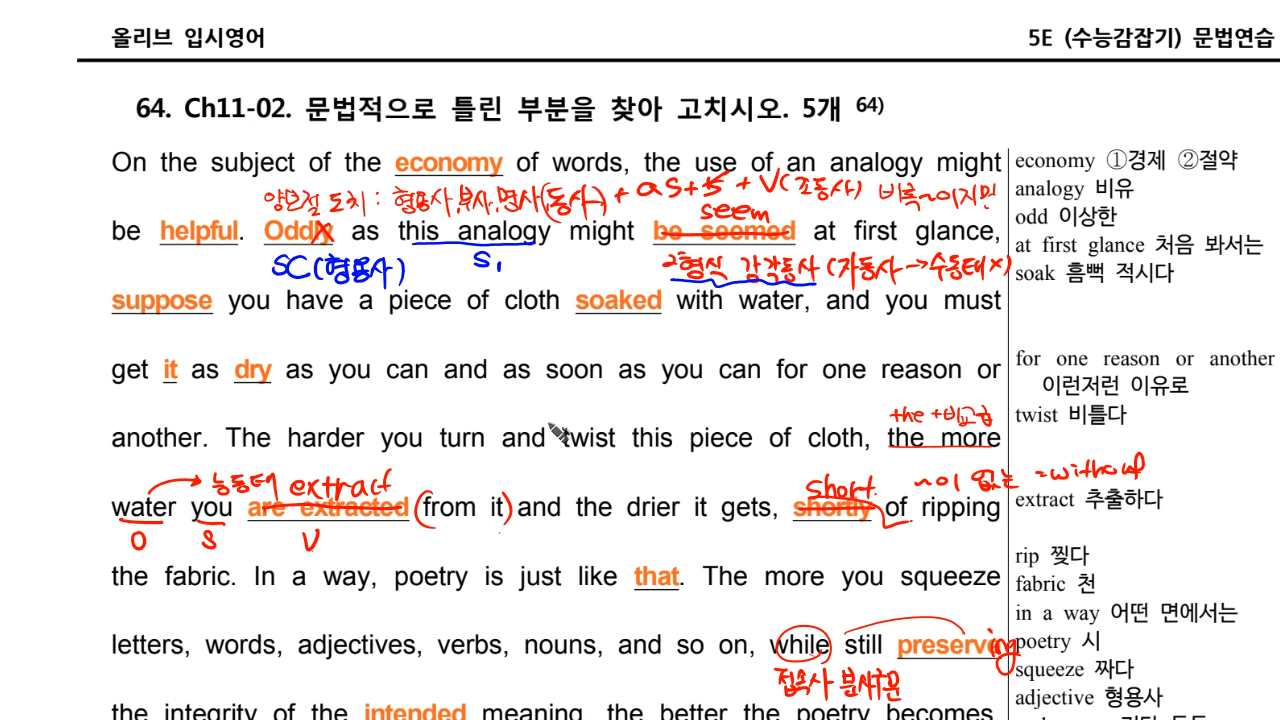 올리브 입시영어 5E (수능감잡기) 문법연습
64. Ch11-02. 문법적으로 틀린 부분을 찾아 고치시오. 5개 64)
On the subject of the economy of words, the use of an analogy might
양보절 도치 : 형용사,부사,명사(동사) + as+S + V(조동사) 비록~이지만
seem
be helpful. Oddly as this analogy might be seemed at first glance,
SC(형용사) S, 2형식 감각동사 (자동사→수동태×)
suppose you have a piece of cloth soaked with water, and you must
get it as dry as you can and as soon as you can for one reason or
another. The harder you turn and twist this piece of cloth, the more
the +비교급
능동태 extract short ~이 없는 =without
water you are extracted (from it) and the drier it gets, shortly of ripping
O S V
the fabric. In a way, poetry is just like that. The more you squeeze
letters, words, adjectives, verbs, nouns, and so on, while still preserving
접속사 분사구문
the integrity of the intended meaning, the better the poetry becomes
economy ①경제 ②절약
analogy 비유
odd 이상한
at first glance 처음 봐서는
soak 흠뻑 적시다
for one reason or another
이런저런 이유로
twist 비틀다
extract 추출하다
rip 찢다
fabric 천
in a way 어떤 면에서는
poetry 시
squeeze 짜다
adjective 형용사